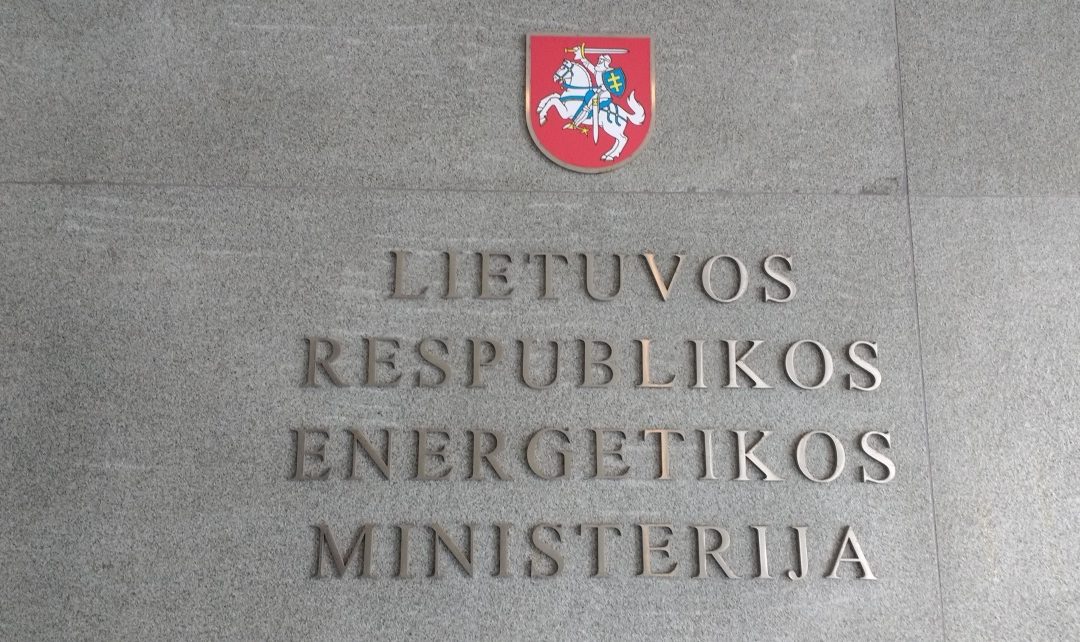 LIETUVOS
RESPUBLIKOS
ENERGETIKOS
MINISTERIJA